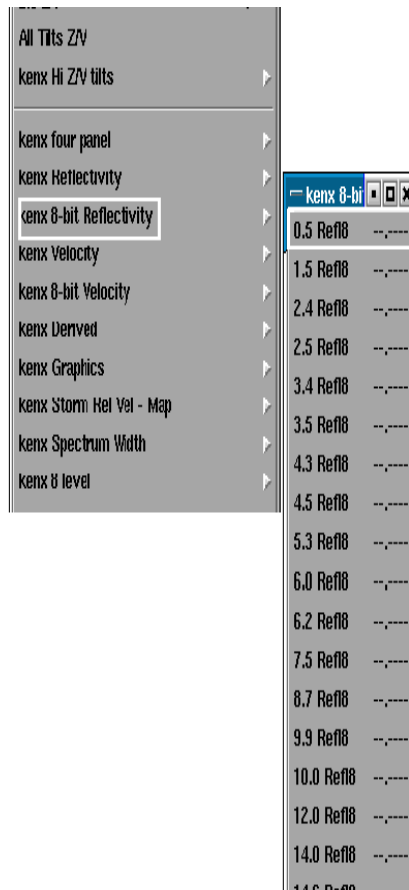 All Tilts Z/V
kenx Hi Z/V tilts
kenx four panel
kenx Reflectivity
kenx 8-bit Reflectivity
kenx Velocity
kenx 8-bit Velocity
kenx Derived
kenx Graphics
kenx Storm Rel Vel - Map
kenx Spectrum Width
kenx 8 level
kenx 8-bi
0.5 Refl8 --.----
1.5 Refl8 --.----
2.4 Refl8 --.----
2.5 Refl8 --.----
3.4 Refl8 --.----
3.5 Refl8 --.----
4.3 Refl8 --.----
4.5 Refl8 --.----
5.3 Refl8 --.----
6.0 Refl8 --.----
6.2 Refl8 --.----
7.5 Refl8 --.----
8.7 Refl8 --.----
9.9 Refl8 --.----
10.0 Refl8 --.----
12.0 Refl8 --.----
14.0 Refl8 --.----